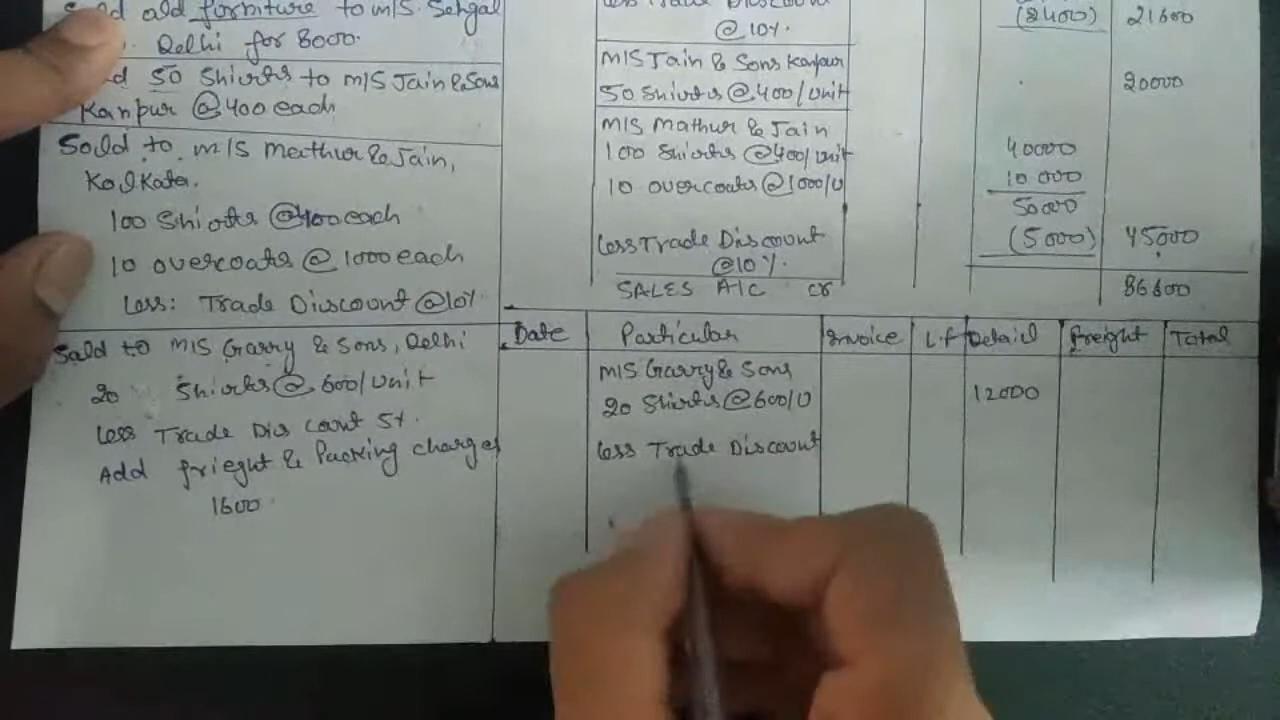 old forniture to M/S Sehgal
Delhi for 8000.
50 Shirts to M/S Jain & Sons
Kanpur @ 400 each
Sold to M/S Mathur & Jain,
Kolkata.
100 Shirts @ 400 each
10 overcoats @ 1000 each
Less: Trade Discount @10%.
Sold to M/S Garry & Sons, Delhi
20 Shirts @ 600/unit
Less Trade Discount 5%.
Add frieght & Packing charges
1600
Less Trade Discount (2400) 21600
@ 10%.
M/S Jain & Sons Kanpur
50 Shirts @ 400/unit 20000
M/S Mathur & Jain
100 Shirts @ 400/unit 40000
10 overcoats @ 1000/U 10000
50000
Less Trade Discount (5000) 45000
@10%.
SALES A/C cr 86600
Date Particular Invoice L.f Detail freight Total
M/S Garry & Sons
20 Shirts @ 600/U 12000
Less Trade Discount